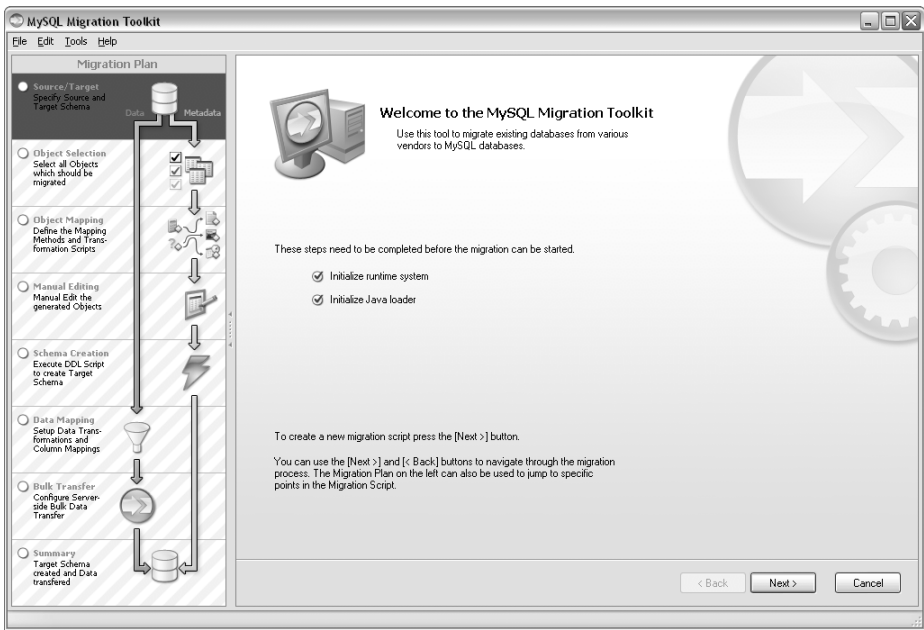 MySQL Migration Toolkit
File Edit Tools Help
Migration Plan
Source/Target
Specify Source and
Target Schema
Data
Metadata
Object Selection
Select all Objects
which should be
migrated
Object Mapping
Define the Mapping
Methods and Trans-
formation Scripts
Manual Editing
Manual Edit the
generated Objects
Schema Creation
Execute DDL Script
to create Target
Schema
Data Mapping
Setup Data Trans-
formations and
Column Mappings
Bulk Transfer
Configure Server-
side Bulk Data
Transfer
Summary
Target Schema
created and Data
transfered
Welcome to the MySQL Migration Toolkit
Use this tool to migrate existing databases from various
vendors to MySQL databases.
These steps need to be completed before the migration can be started.
Initialize runtime system
Initialize Java loader
To create a new migration script press the [Next >] button.
You can use the [Next >] and [< Back] buttons to navigate through the migration
process. The Migration Plan on the left can also be used to jump to specific
points in the Migration Script.
< Back
Next >
Cancel